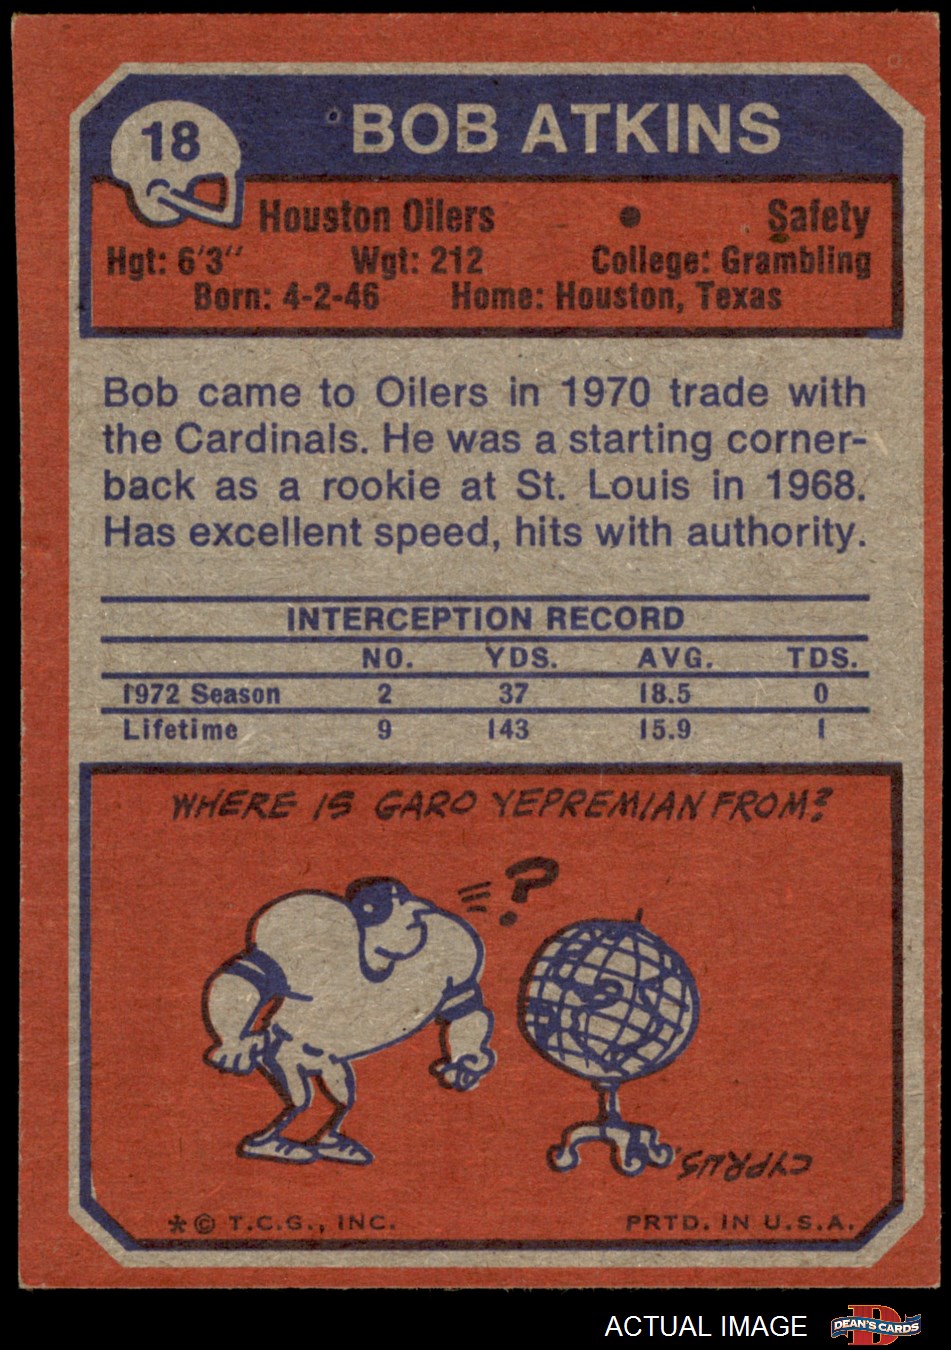 18
BOB ATKINS
Houston Oilers • Safety
Hgt: 6'3" Wgt: 212 College: Grambling
Born: 4-2-46 Home: Houston, Texas
Bob came to Oilers in 1970 trade with
the Cardinals. He was a starting corner-
back as a rookie at St. Louis in 1968.
Has excellent speed, hits with authority.
INTERCEPTION RECORD
NO. YDS. AVG. TDS.
1972 Season 2 37 18.5 0
Lifetime 9 143 15.9 1
WHERE IS GARO YEPREMIAN FROM?
?
CYPRUS.
* © T.C.G., INC. PRTD. IN U.S.A.
ACTUAL IMAGE
D
DEAN'S CARDS